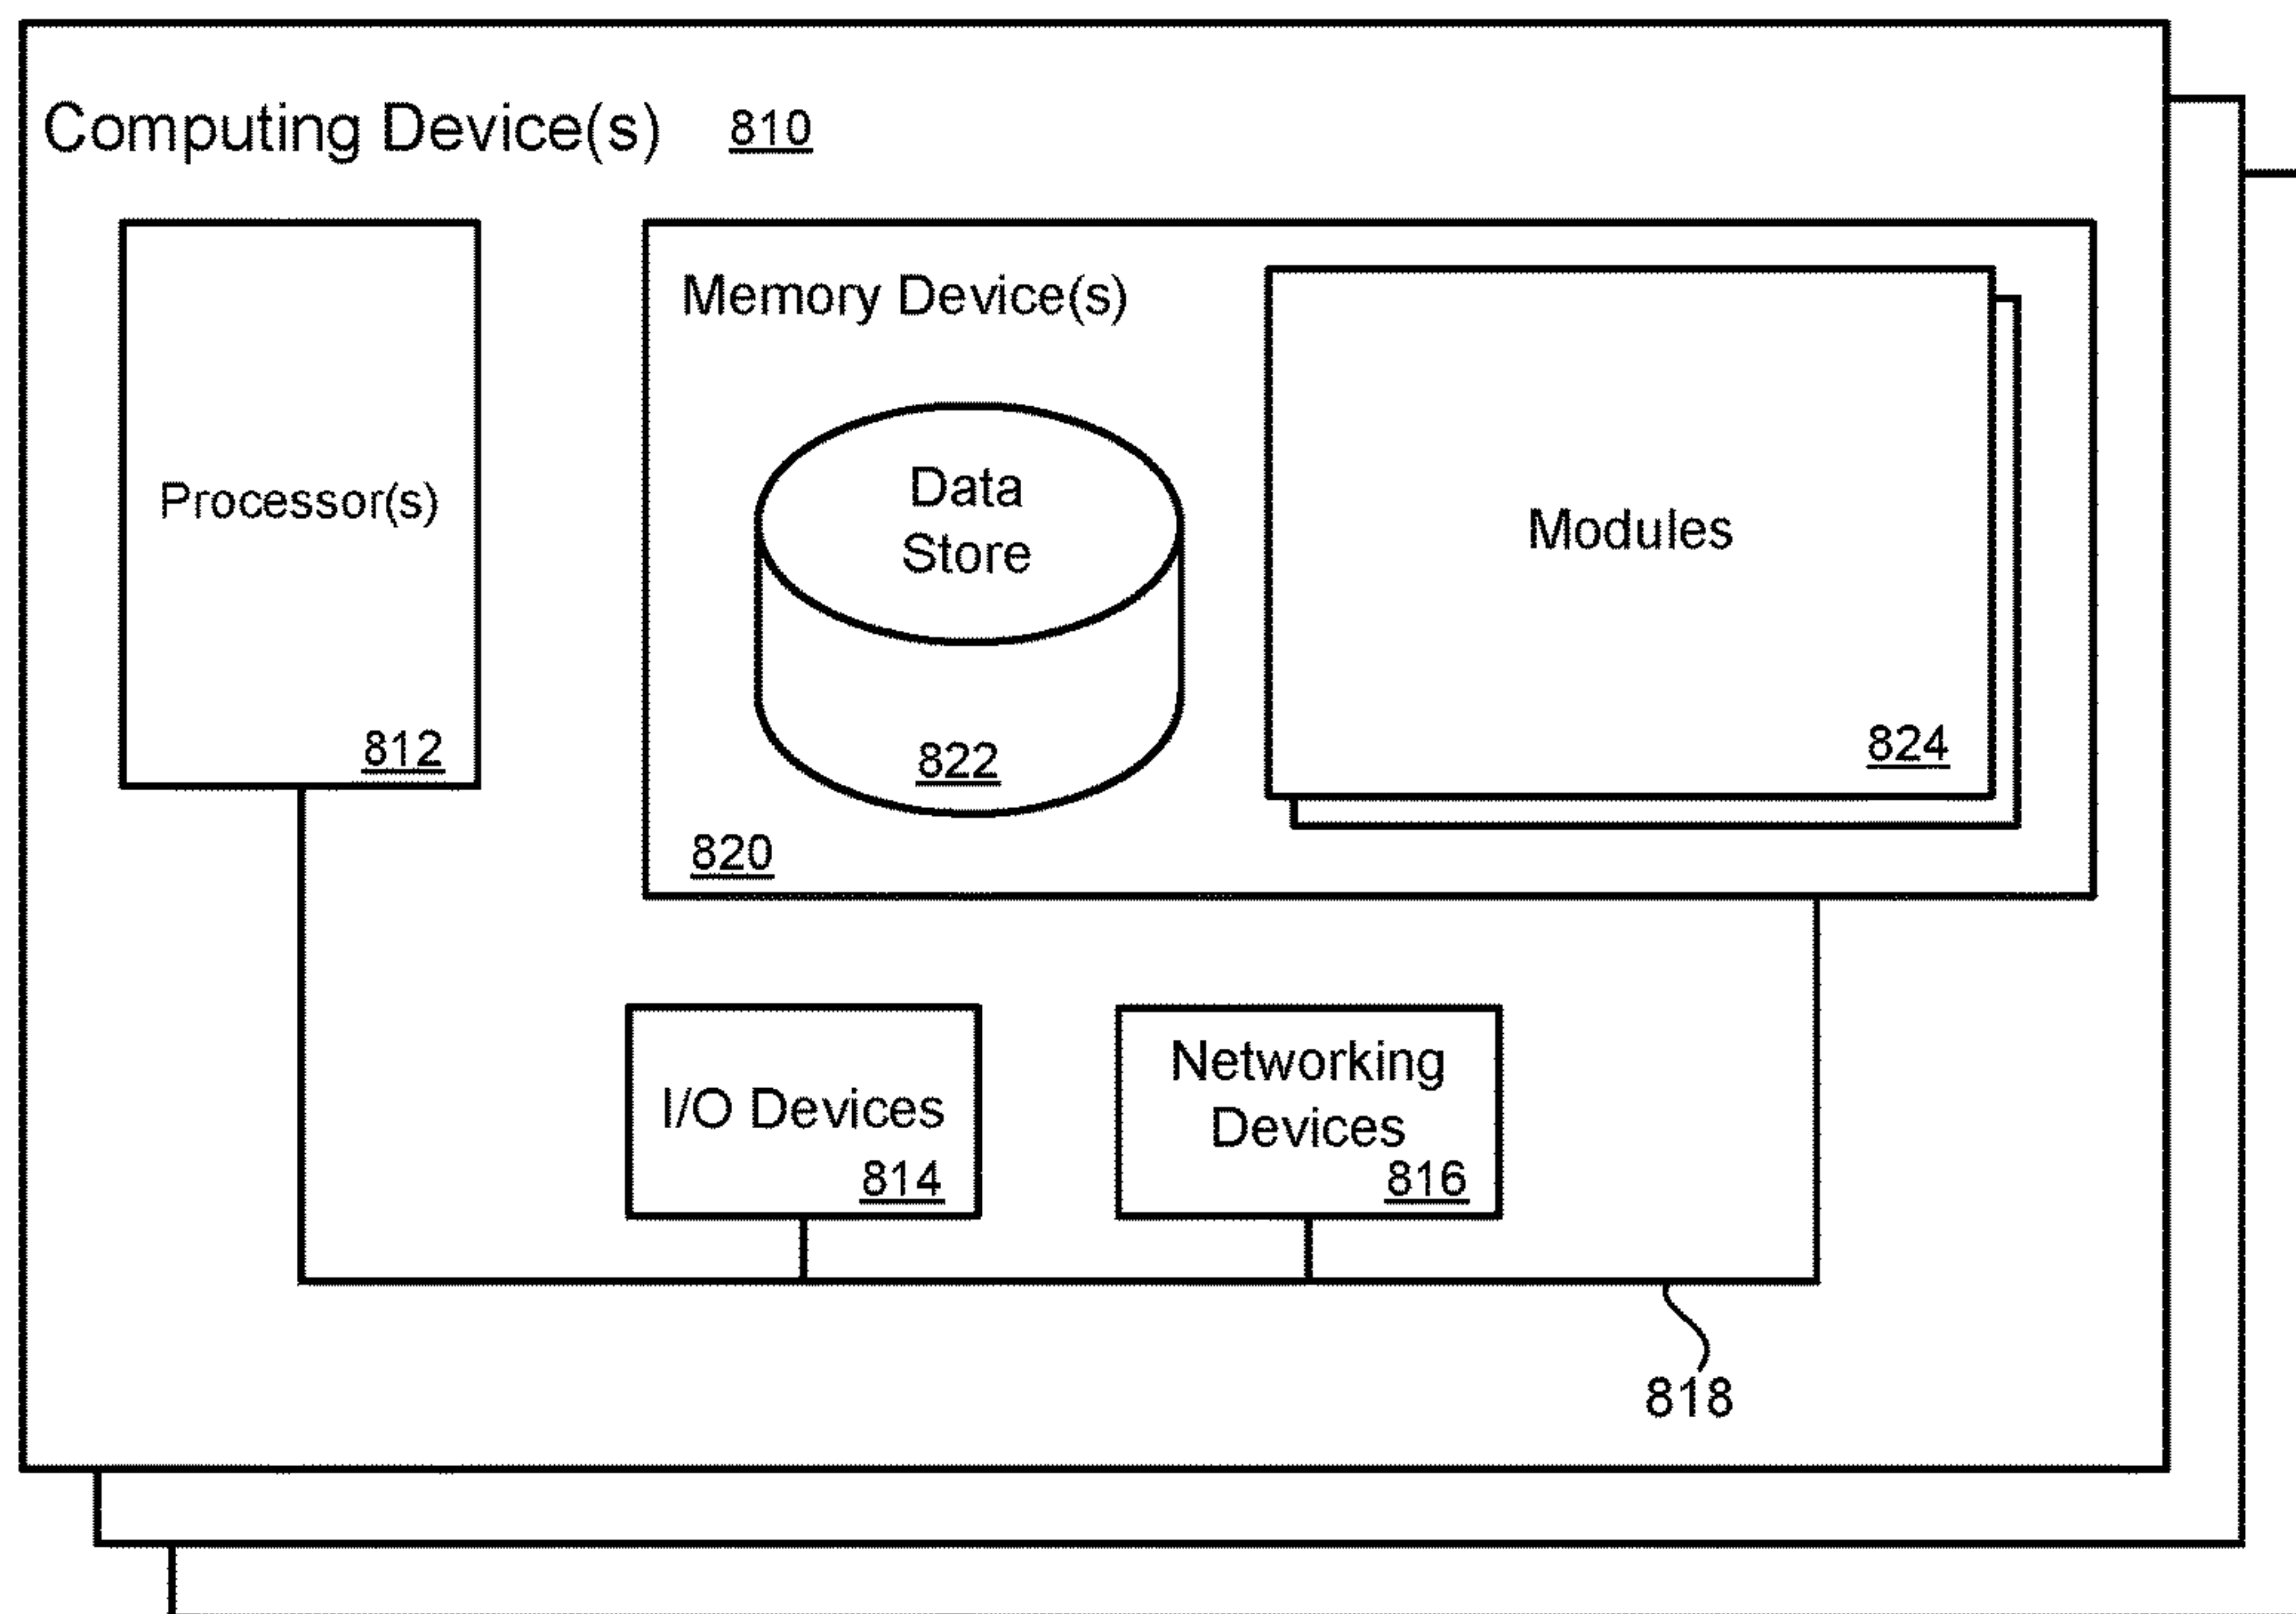 Computing Device(s) 810
Processor(s)
812
Memory Device(s)
Data
Store
822
820
Modules
824
I/O Devices
814
Networking
Devices
816
818